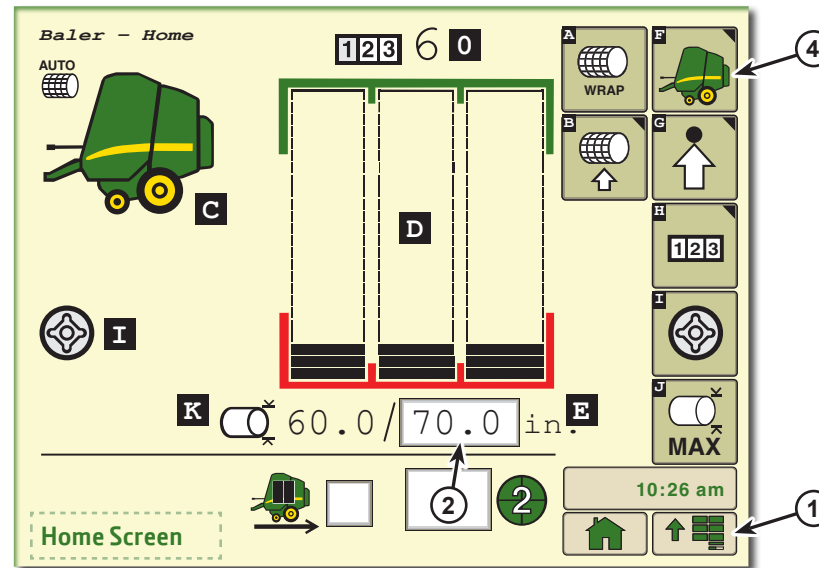 Baler – Home
AUTO
123 6 0
A
WRAP
F
4
B
G
C
D
H
123
I
I
K
60.0/70.0 in.
E
J
MAX
2
2
10:26 am
1
Home Screen